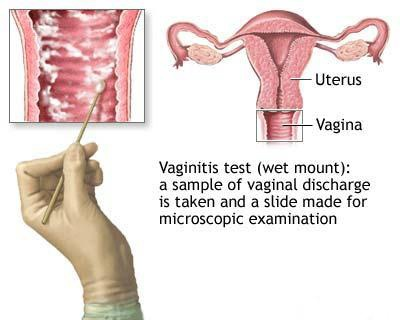 Uterus
Vagina
Vaginitis test (wet mount):
a sample of vaginal discharge
is taken and a slide made for
microscopic examination